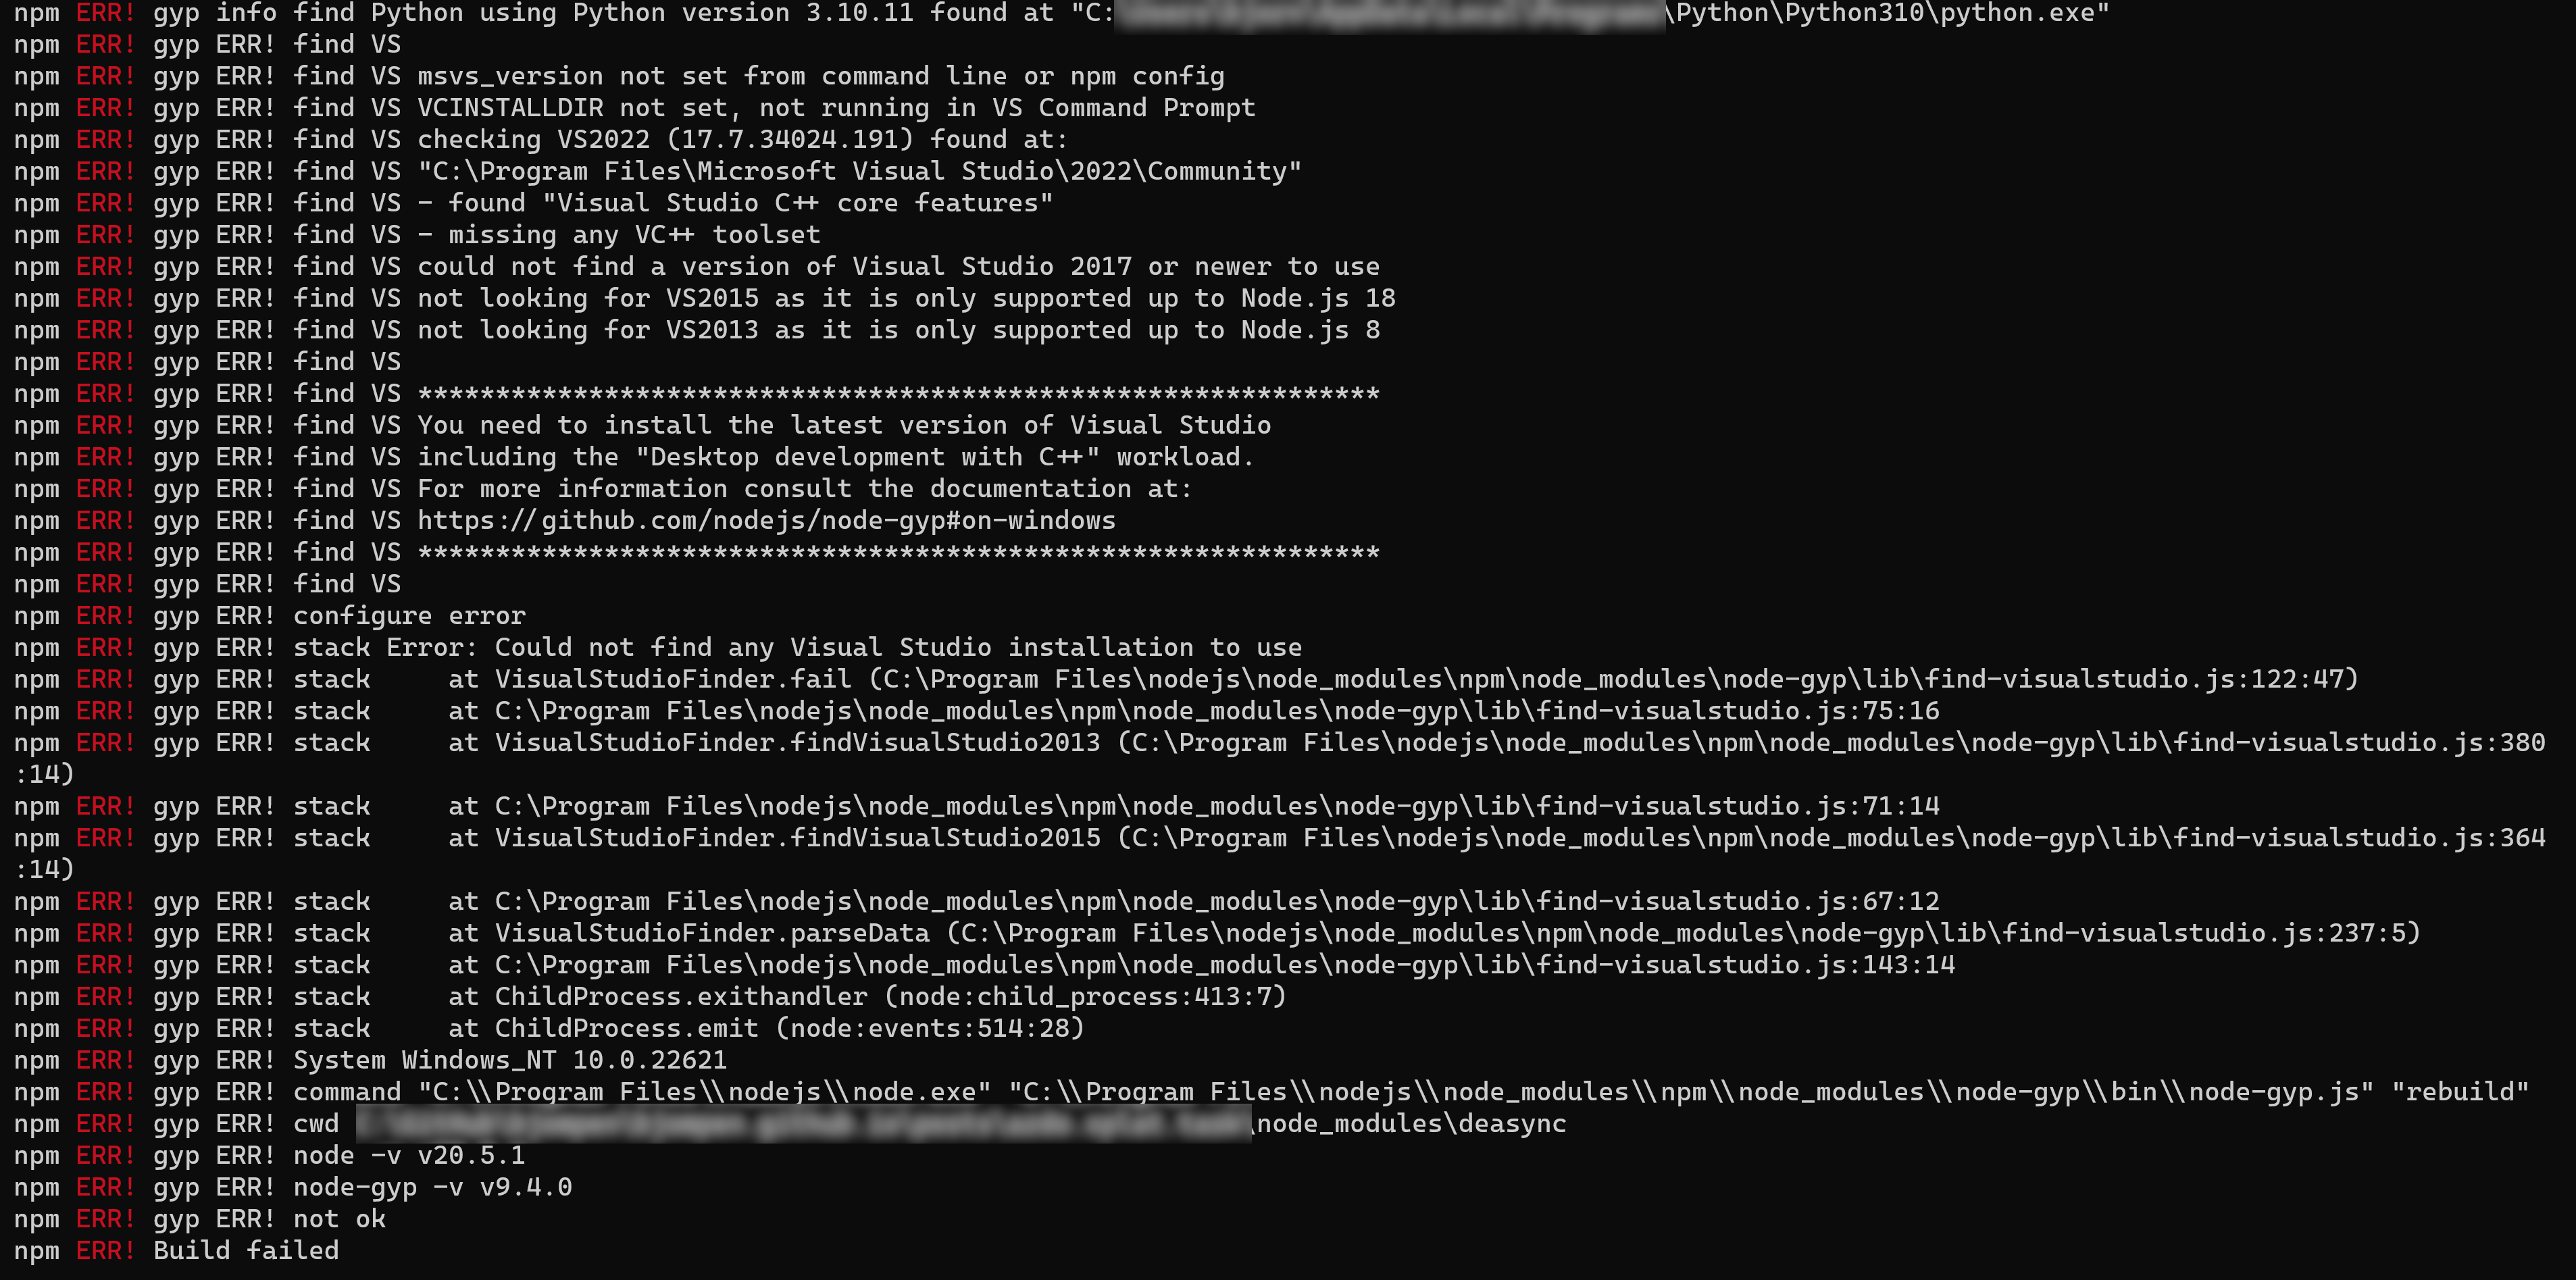 npm ERR! gyp info find Python using Python version 3.10.11 found at "C:\Python\Python310\python.exe"
npm ERR! gyp ERR! find VS
npm ERR! gyp ERR! find VS msvs_version not set from command line or npm config
npm ERR! gyp ERR! find VS VCINSTALLDIR not set, not running in VS Command Prompt
npm ERR! gyp ERR! find VS checking VS2022 (17.7.34024.191) found at:
npm ERR! gyp ERR! find VS "C:\Program Files\Microsoft Visual Studio\2022\Community"
npm ERR! gyp ERR! find VS - found "Visual Studio C++ core features"
npm ERR! gyp ERR! find VS - missing any VC++ toolset
npm ERR! gyp ERR! find VS could not find a version of Visual Studio 2017 or newer to use
npm ERR! gyp ERR! find VS not looking for VS2015 as it is only supported up to Node.js 18
npm ERR! gyp ERR! find VS not looking for VS2013 as it is only supported up to Node.js 8
npm ERR! gyp ERR! find VS
npm ERR! gyp ERR! find VS **************************************************************
npm ERR! gyp ERR! find VS You need to install the latest version of Visual Studio
npm ERR! gyp ERR! find VS including the "Desktop development with C++" workload.
npm ERR! gyp ERR! find VS For more information consult the documentation at:
npm ERR! gyp ERR! find VS https://github.com/nodejs/node-gyp#on-windows
npm ERR! gyp ERR! find VS **************************************************************
npm ERR! gyp ERR! find VS
npm ERR! gyp ERR! configure error
npm ERR! gyp ERR! stack Error: Could not find any Visual Studio installation to use
npm ERR! gyp ERR! stack     at VisualStudioFinder.fail (C:\Program Files\nodejs\node_modules\npm\node_modules\node-gyp\lib\find-visualstudio.js:122:47)
npm ERR! gyp ERR! stack     at C:\Program Files\nodejs\node_modules\npm\node_modules\node-gyp\lib\find-visualstudio.js:75:16
npm ERR! gyp ERR! stack     at VisualStudioFinder.findVisualStudio2013 (C:\Program Files\nodejs\node_modules\npm\node_modules\node-gyp\lib\find-visualstudio.js:380
:14)
npm ERR! gyp ERR! stack     at C:\Program Files\nodejs\node_modules\npm\node_modules\node-gyp\lib\find-visualstudio.js:71:14
npm ERR! gyp ERR! stack     at VisualStudioFinder.findVisualStudio2015 (C:\Program Files\nodejs\node_modules\npm\node_modules\node-gyp\lib\find-visualstudio.js:364
:14)
npm ERR! gyp ERR! stack     at C:\Program Files\nodejs\node_modules\npm\node_modules\node-gyp\lib\find-visualstudio.js:67:12
npm ERR! gyp ERR! stack     at VisualStudioFinder.parseData (C:\Program Files\nodejs\node_modules\npm\node_modules\node-gyp\lib\find-visualstudio.js:237:5)
npm ERR! gyp ERR! stack     at C:\Program Files\nodejs\node_modules\npm\node_modules\node-gyp\lib\find-visualstudio.js:143:14
npm ERR! gyp ERR! stack     at ChildProcess.exithandler (node:child_process:413:7)
npm ERR! gyp ERR! stack     at ChildProcess.emit (node:events:514:28)
npm ERR! gyp ERR! System Windows_NT 10.0.22621
npm ERR! gyp ERR! command "C:\\Program Files\\nodejs\\node.exe" "C:\\Program Files\\nodejs\\node_modules\\npm\\node_modules\\node-gyp\\bin\\node-gyp.js" "rebuild"
npm ERR! gyp ERR! cwd \node_modules\deasync
npm ERR! gyp ERR! node -v v20.5.1
npm ERR! gyp ERR! node-gyp -v v9.4.0
npm ERR! gyp ERR! not ok
npm ERR! Build failed